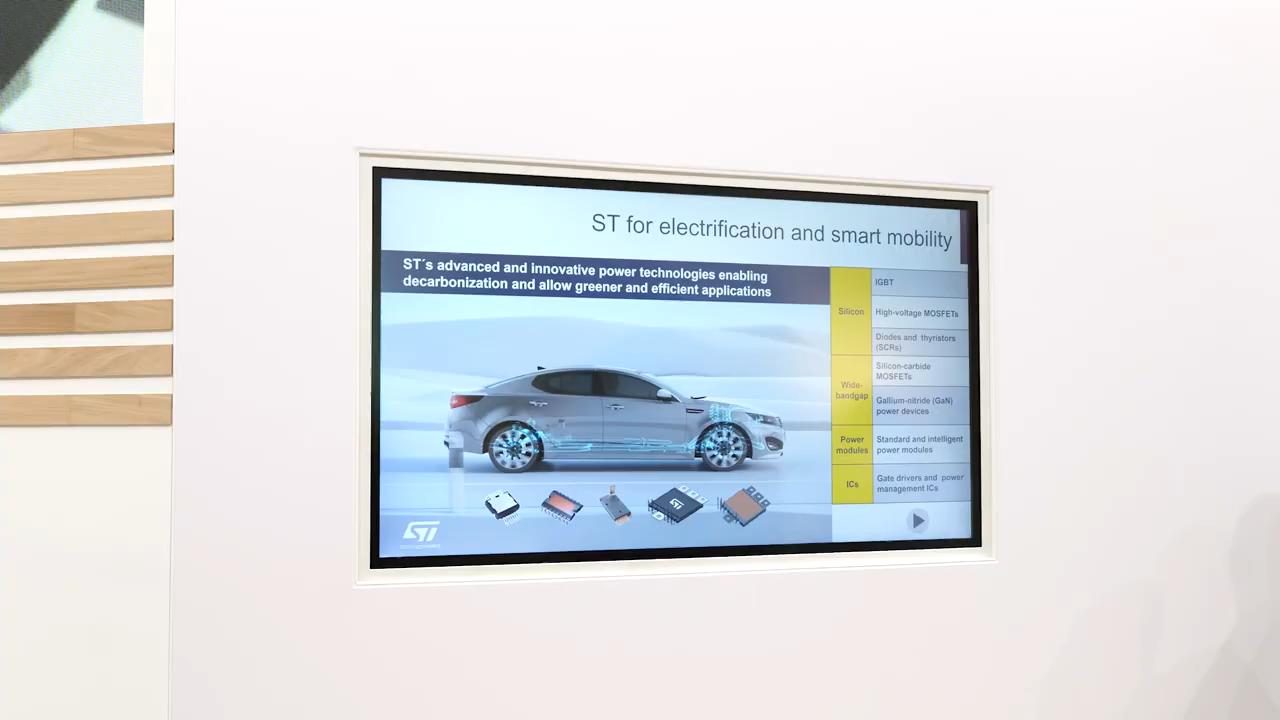 ST for electrification and smart mobility
ST´s advanced and innovative power technologies enabling
decarbonization and allow greener and efficient applications
Silicon
IGBT
High-voltage MOSFETs
Diodes and thyristors
(SCRs)
Wide-
bandgap
Silicon-carbide
MOSFETs
Gallium-nitride (GaN)
power devices
Power
modules
Standard and intelligent
power modules
ICs
Gate drivers and power
management ICs
ST
ST